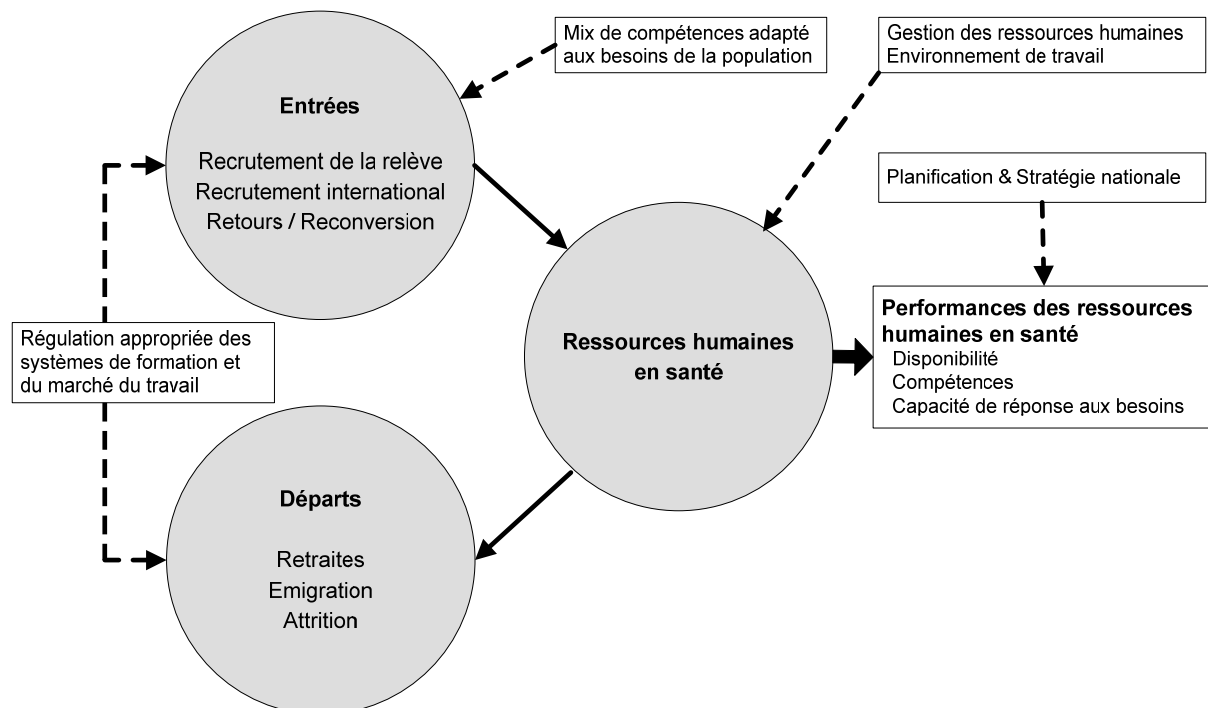 Mix de compétences adapté
aux besoins de la population
Gestion des ressources humaines
Environnement de travail
Entrées
Recrutement de la relève
Recrutement international
Retours / Reconversion
Planification & Stratégie nationale
Régulation appropriée des
systèmes de formation et
du marché du travail
Ressources humaines
en santé
Performances des ressources
humaines en santé
Disponibilité
Compétences
Capacité de réponse aux besoins
Départs
Retraites
Emigration
Attrition